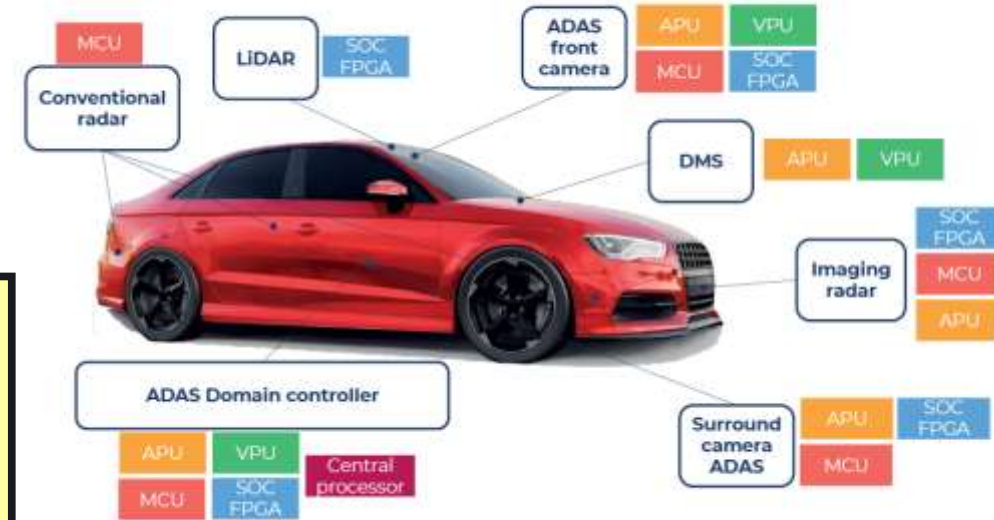 MCU
Conventional
radar
LiDAR
SOC
FPGA
ADAS
front
camera
APU
VPU
MCU
SOC
FPGA
DMS
APU
VPU
Imaging
radar
SOC
FPGA
MCU
APU
ADAS Domain controller
APU
VPU
MCU
SOC
FPGA
Central
processor
Surround
camera
ADAS
APU
SOC
FPGA
MCU